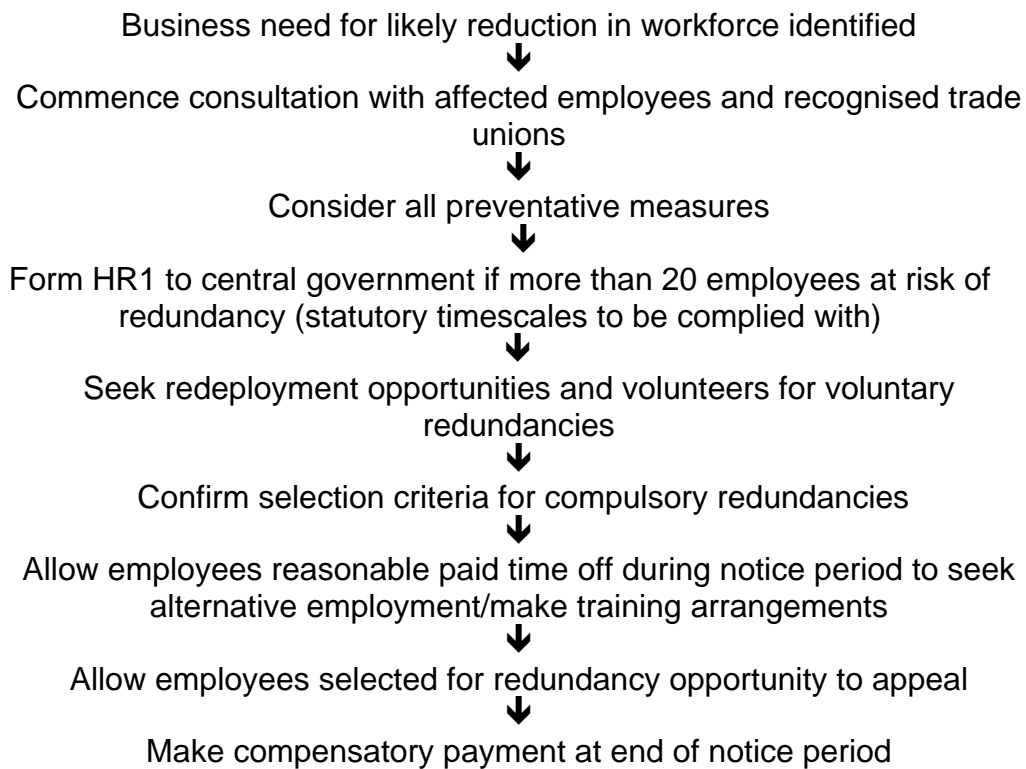 Business need for likely reduction in workforce identified
Commence consultation with affected employees and recognised trade
unions
Consider all preventative measures
Form HR1 to central government if more than 20 employees at risk of
redundancy (statutory timescales to be complied with)
Seek redeployment opportunities and volunteers for voluntary
redundancies
Confirm selection criteria for compulsory redundancies
Allow employees reasonable paid time off during notice period to seek
alternative employment/make training arrangements
Allow employees selected for redundancy opportunity to appeal
Make compensatory payment at end of notice period